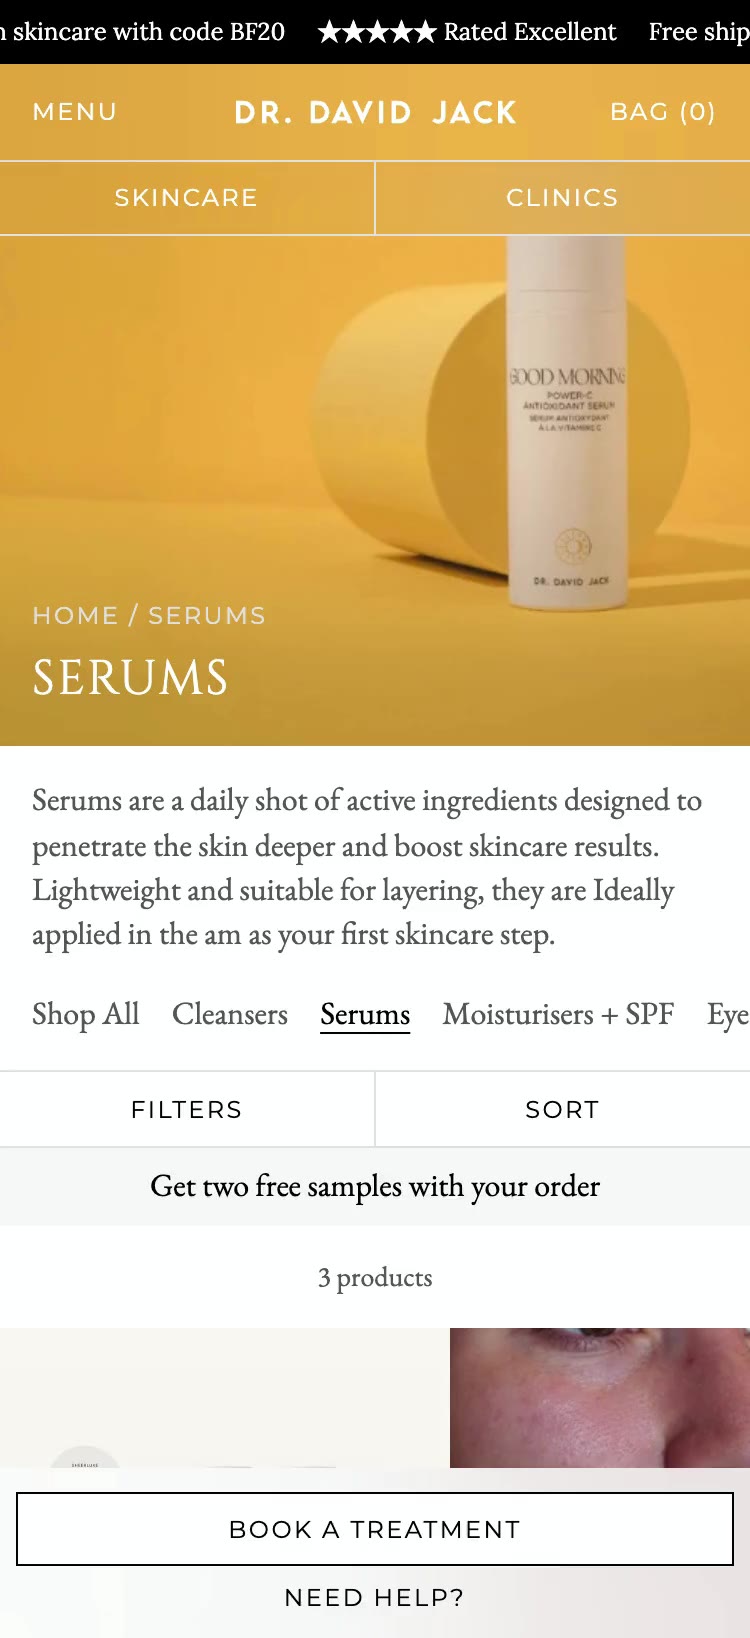 skincare with code BF20 ★★★★★ Rated Excellent Free ship
MENU DR. DAVID JACK BAG (0)
SKINCARE CLINICS
GOOD MORNING
POWER-C
ANTIOXIDANT SERUM
SÉRUM ANTIOXYDANT
À LA VITAMINE C
DR. DAVID JACK
HOME / SERUMS
SERUMS
Serums are a daily shot of active ingredients designed to
penetrate the skin deeper and boost skincare results.
Lightweight and suitable for layering, they are Ideally
applied in the am as your first skincare step.
Shop All Cleansers Serums Moisturisers + SPF Eye
FILTERS SORT
Get two free samples with your order
3 products
BOOK A TREATMENT
NEED HELP?